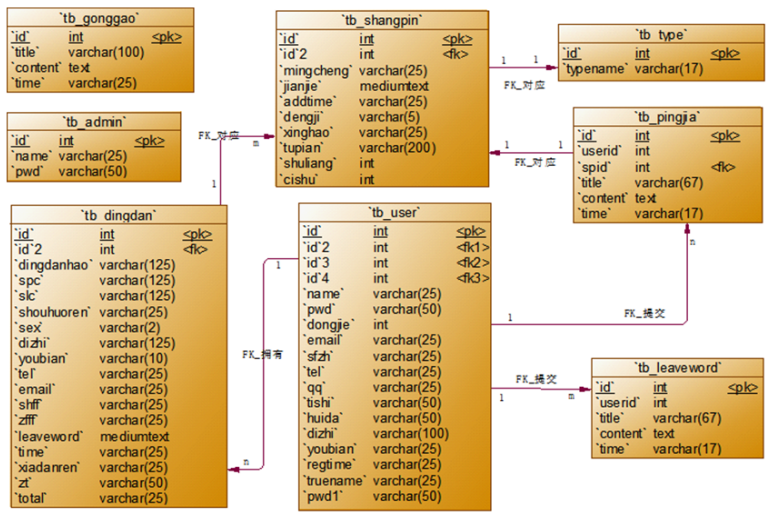 `tb_gonggao`
`id` int <pk>
`title` varchar(100)
`content` text
`time` varchar(25)
`tb_admin`
`id` int <pk>
`name` varchar(25)
`pwd` varchar(50)
`tb_shangpin`
`id` int <pk>
`id`2 int <fk>
`mingcheng` varchar(25)
`jianjie` mediumtext
`addtime` varchar(25)
`dengji` varchar(5)
`xinghao` varchar(25)
`tupian` varchar(200)
`shuliang` int
`cishu` int
`tb_type`
`id` int <pk>
`typename` varchar(17)
1 1
FK_对应
`tb_pingjia`
`id` int <pk>
`userid` int
`spid` int <fk>
`title` varchar(67)
`content` text
`time` varchar(17)
1 1
FK_对应
FK_对应
m
1
`tb_dingdan`
`id` int <pk>
`id`2 int <fk>
`dingdanhao` varchar(125)
`spc` varchar(125)
`slc` varchar(125)
`shouhuoren` varchar(25)
`sex` varchar(2)
`dizhi` varchar(125)
`youbian` varchar(10)
`tel` varchar(25)
`email` varchar(25)
`shff` varchar(25)
`zfff` varchar(25)
`leaveword` mediumtext
`time` varchar(25)
`xiadanren` varchar(25)
`zt` varchar(50)
`total` varchar(25)
1
FK_拥有
n
`tb_user`
`id` int <pk>
`id`2 int <fk1>
`id`3 int <fk2>
`id`4 int <fk3>
`name` varchar(25)
`pwd` varchar(50)
`dongjie` int
`email` varchar(25)
`sfzh` varchar(25)
`tel` varchar(25)
`qq` varchar(25)
`tishi` varchar(50)
`huida` varchar(50)
`dizhi` varchar(100)
`youbian` varchar(25)
`regtime` varchar(25)
`truename` varchar(25)
`pwd1` varchar(50)
n
FK_提交
1
FK_提交
1 m
`tb_leaveword`
`id` int <pk>
`userid` int
`title` varchar(67)
`content` text
`time` varchar(17)